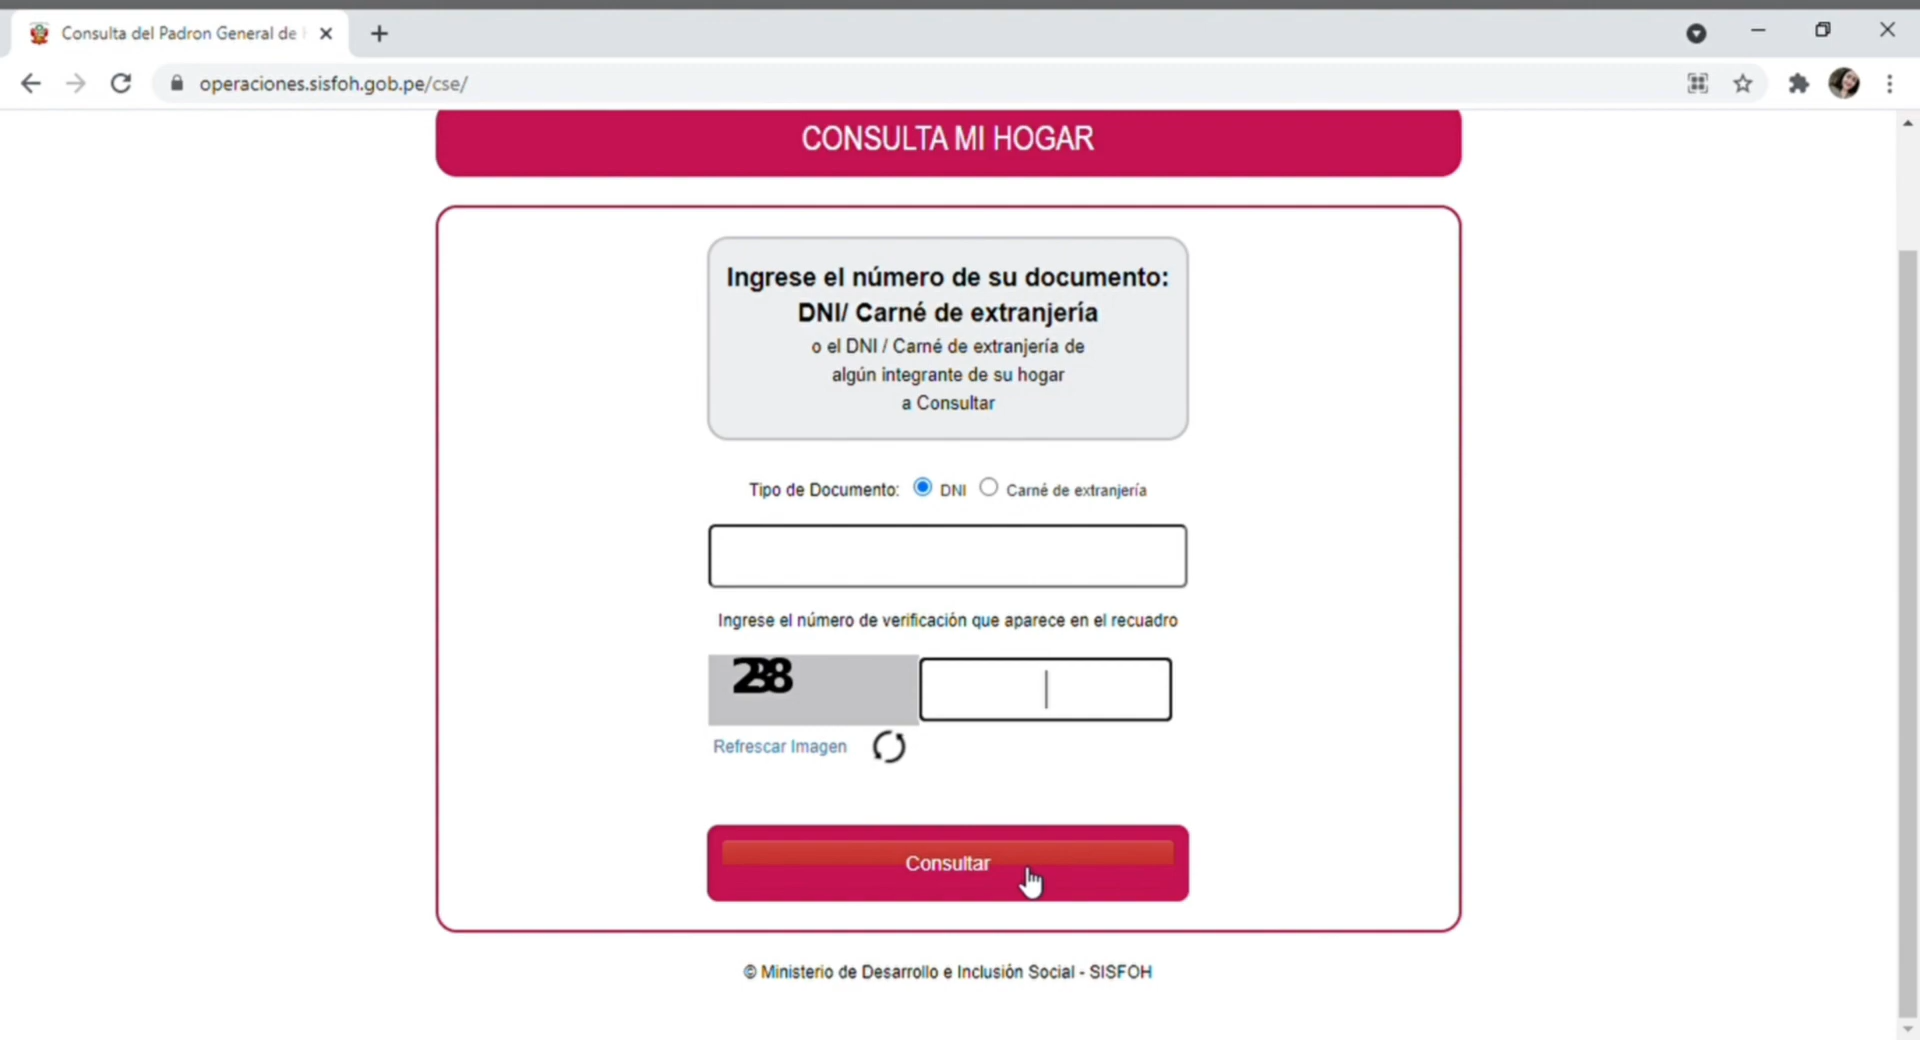 Consulta del Padron General de
operaciones.sisfoh.gob.pe/cse/
CONSULTA MI HOGAR
Ingrese el número de su documento:
DNI/ Carné de extranjería
o el DNI / Carné de extranjería de
algún integrante de su hogar
a Consultar
Tipo de Documento: DNI Carné de extranjería
Ingrese el número de verificación que aparece en el recuadro
Refrescar Imagen
Consultar
© Ministerio de Desarrollo e Inclusión Social - SISFOH